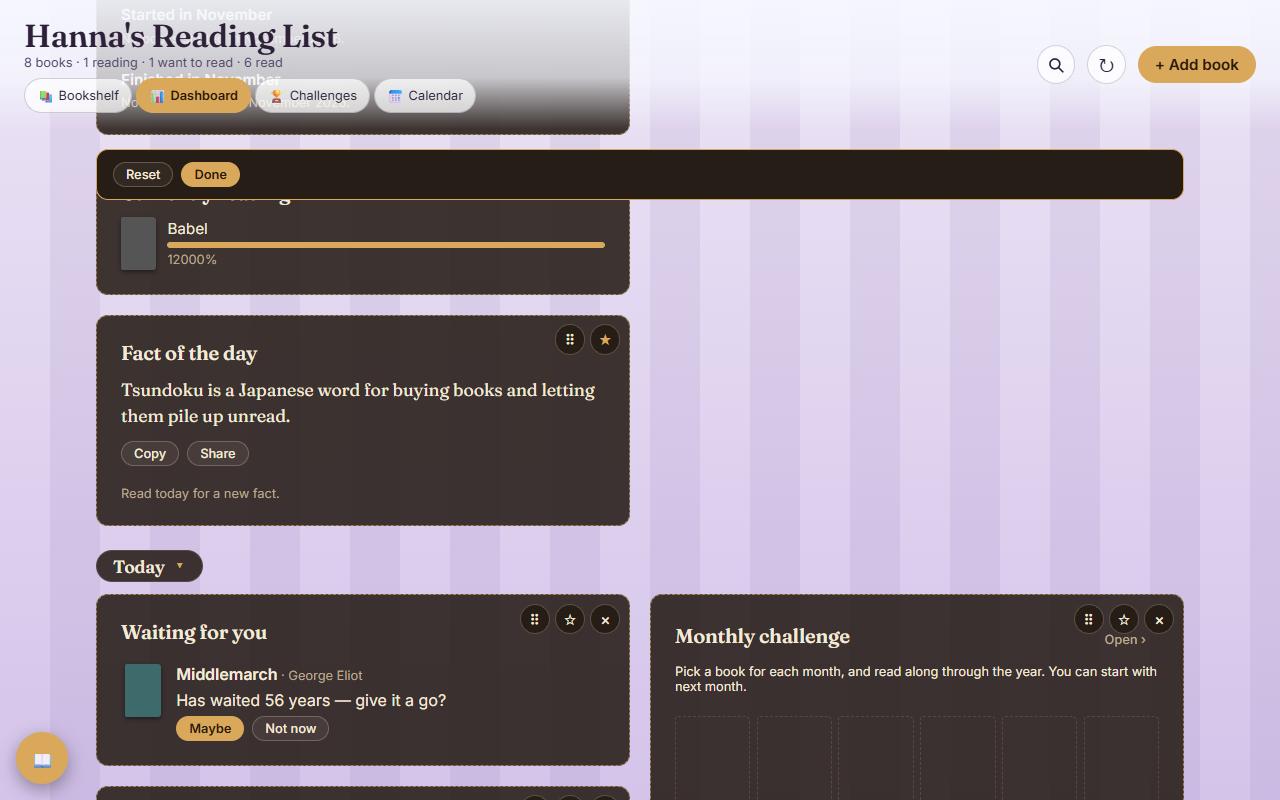 Started in November
Hanna's Reading List
8 books · 1 reading · 1 want to read · 6 read
Finished in November
Bookshelf
Dashboard
Challenges
Calendar
+ Add book
Reset
Done
Babel
12000%
Fact of the day
Tsundoku is a Japanese word for buying books and letting
them pile up unread.
Copy
Share
Read today for a new fact.
Today
Waiting for you
Middlemarch · George Eliot
Has waited 56 years — give it a go?
Maybe
Not now
Monthly challenge
Open ›
Pick a book for each month, and read along through the year. You can start with
next month.